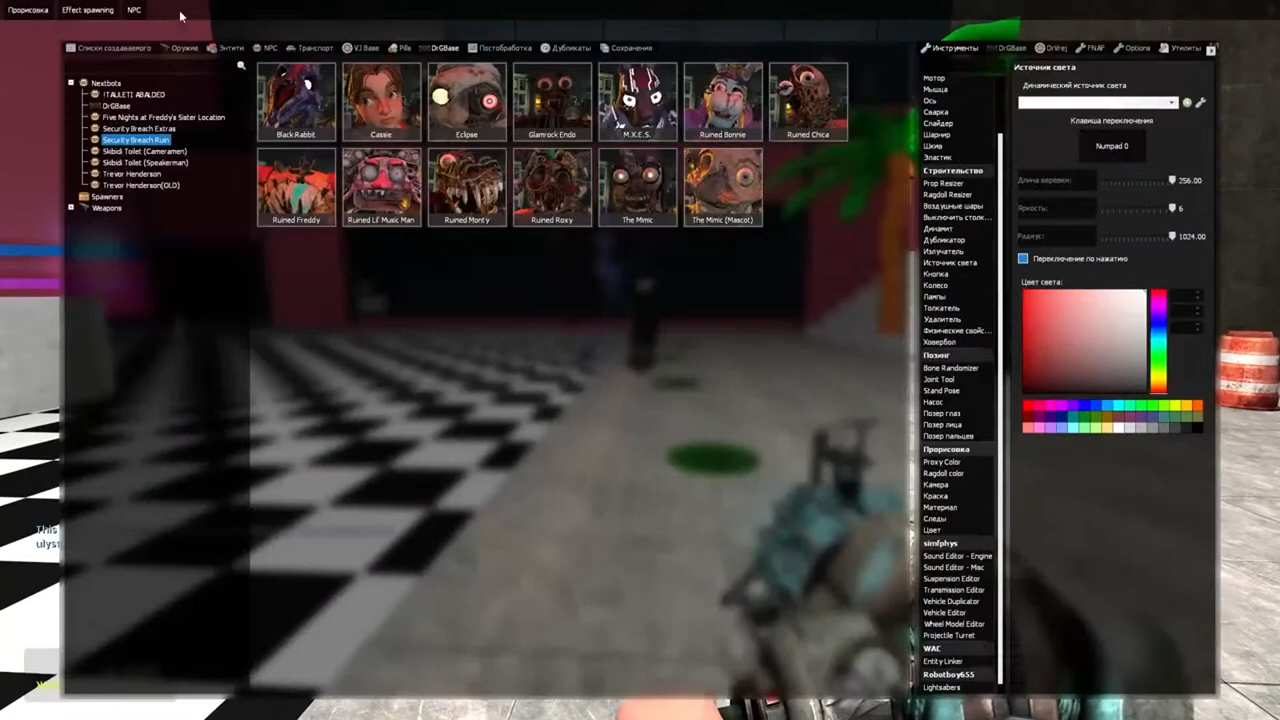 Прорисовка Effect spawning NPC
Списки создаваемого Оружие Энтити NPC Транспорт VJ Base Pills DrGBase Постобработка Дубликаты Сохранения
Nextbots
DrGBase
Five Nights at Freddy's Sister Location
Security Breach Extras
Security Breach Ruin
Skibidi Toilet (Cameramen)
Skibidi Toilet (Speakerman)
Trevor Henderson
Trevor Henderson(OLD)
Spawners
Weapons
Black Rabbit Cassie Eclipse Glamrock Endo M.X.E.S. Ruined Bonnie Ruined Chica
Ruined Freddy Ruined Lil' Music Man Ruined Monty Ruined Roxy The Mimic The Mimic (Mascot)
Инструменты DrGBase DrVrej FNAF Options Утилиты
Мотор
Мышца
Ось
Сварка
Слайдер
Шарнир
Шкив
Эластик
Строительство
Prop Resizer
Ragdoll Resizer
Воздушные шары
Выключить столк...
Динамит
Дубликатор
Излучатель
Источник света
Кнопка
Колесо
Лампы
Толкатель
Удалитель
Физические свойс...
Ховербол
Позинг
Bone Randomizer
Joint Tool
Stand Pose
Насос
Позер глаз
Позер лица
Позер пальцев
Прорисовка
Proxy Color
Ragdoll color
Камера
Краска
Материал
Следы
Цвет
simfphys
Sound Editor - Engine
Sound Editor - Misc
Suspension Editor
Transmission Editor
Vehicle Duplicator
Vehicle Editor
Wheel Model Editor
Projectile Turret
WAC
Entity Linker
Robotboy655
Lightsabers
Источник света
Динамический источник света
Клавиша переключения
Numpad 0
Длина верёвки: 256.00
Яркость: 6
Радиус: 1024.00
Переключение по нажатию
Цвет света:
This
ulyss